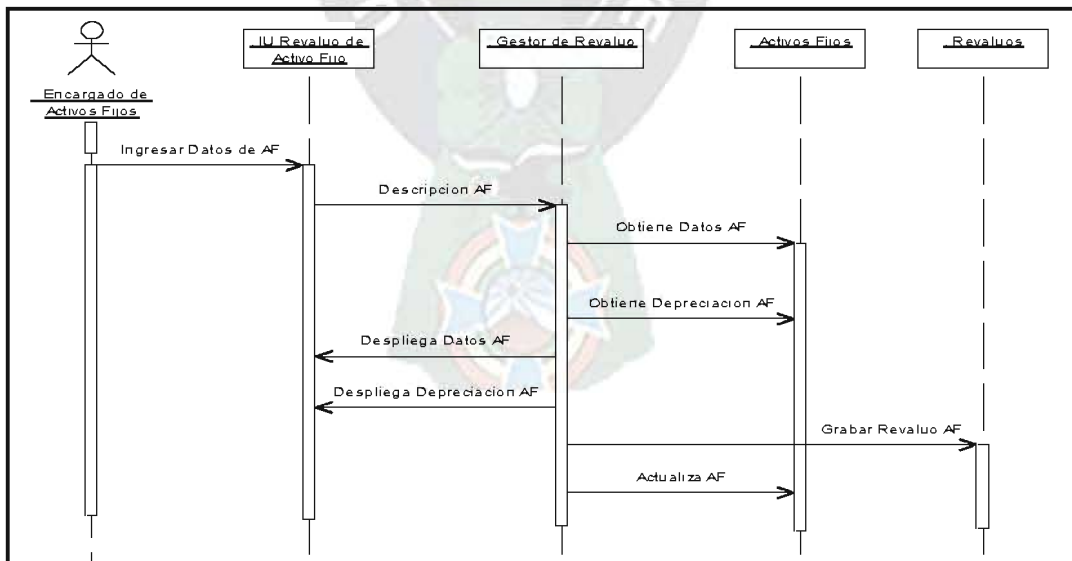 : IU Revaluo de
Activo Fijo
: Gestor de Revaluo
: Activos Fijos
: Revaluos
: Encargado de
Activos Fijos
Ingresar Datos de AF
Descripcion AF
Obtiene Datos AF
Obtiene Depreciacion AF
Despliega Datos AF
Despliega Depreciacion AF
Grabar Revaluo AF
Actualiza AF